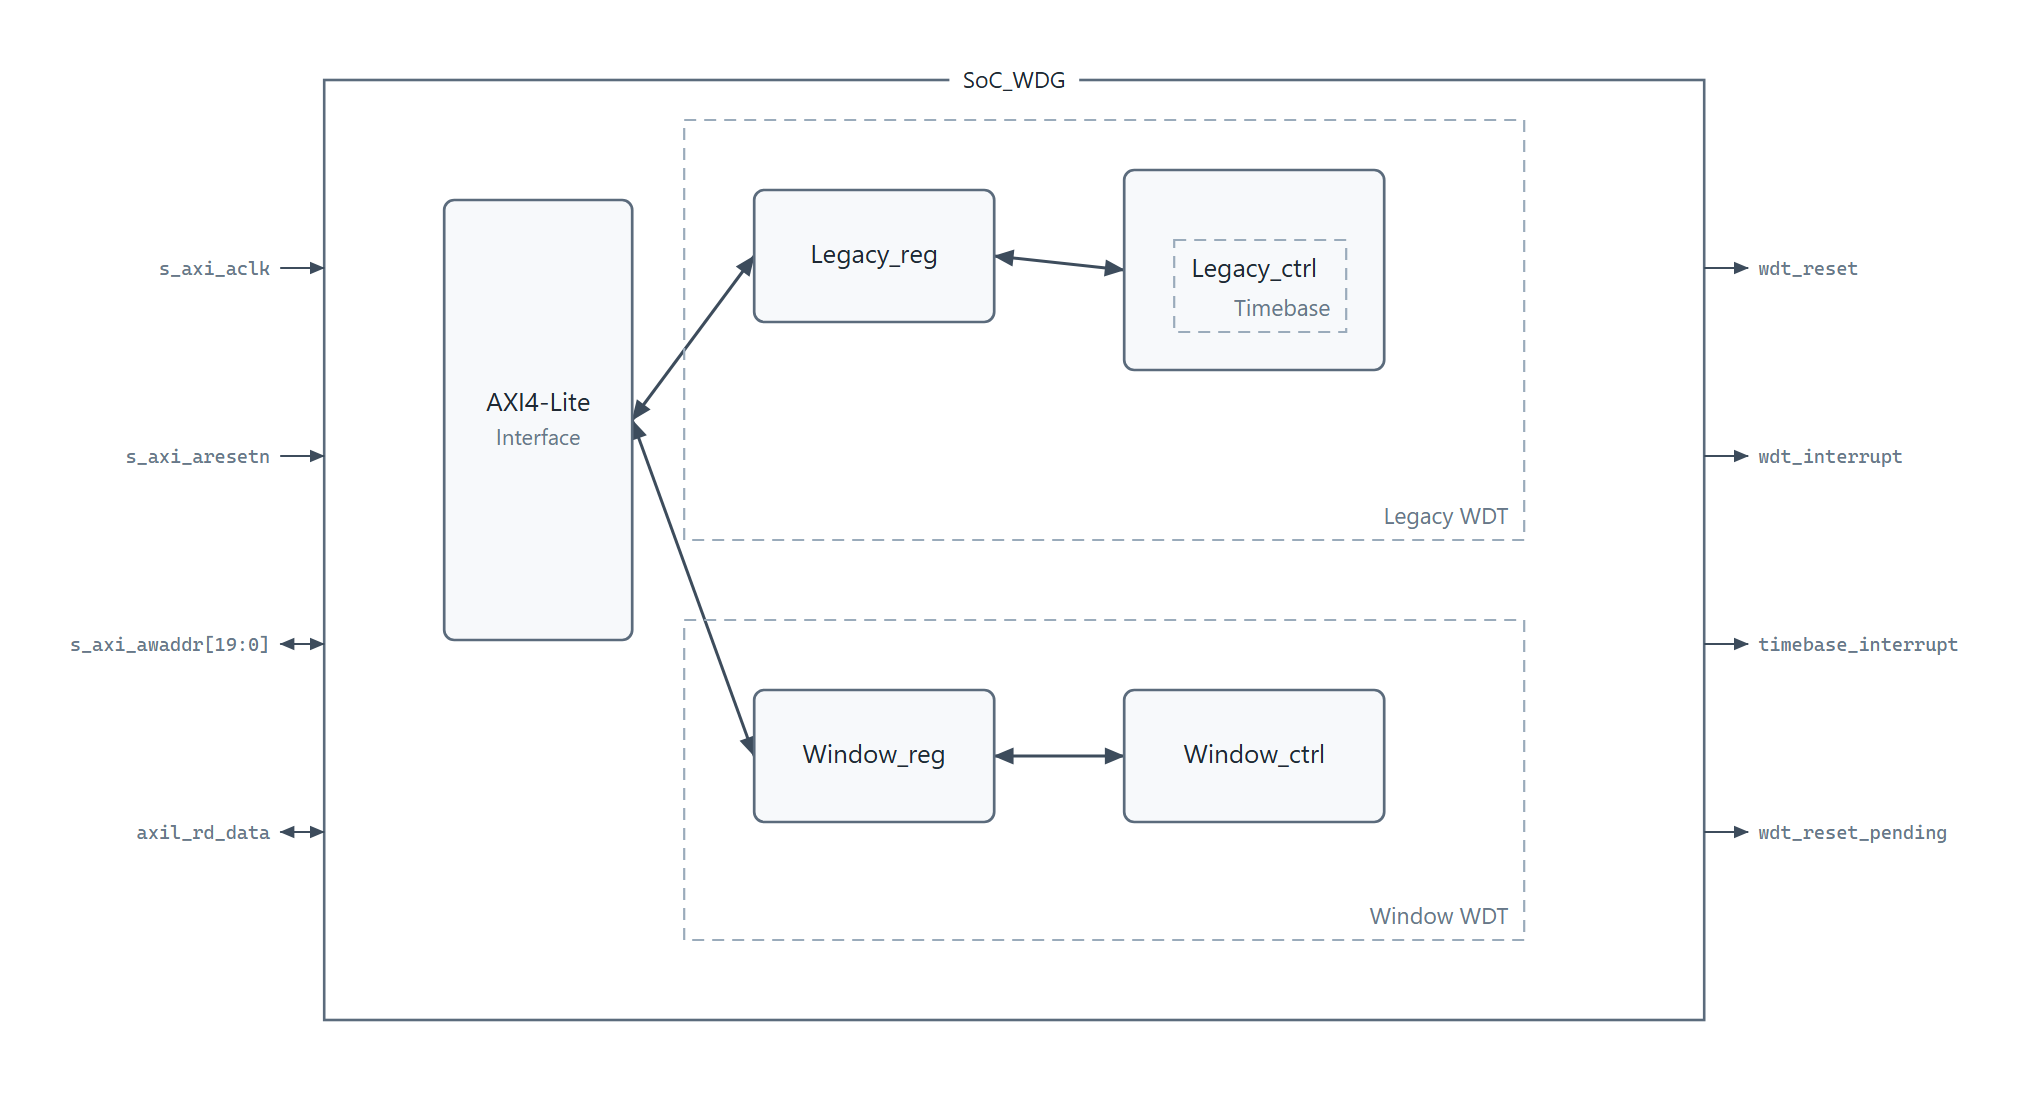 SoC_WDG
s_axi_aclk
s_axi_aresetn
s_axi_awaddr[19:0]
axil_rd_data
AXI4-Lite
Interface
Legacy_reg
Legacy_ctrl
Timebase
Legacy WDT
Window_reg
Window_ctrl
Window WDT
wdt_reset
wdt_interrupt
timebase_interrupt
wdt_reset_pending